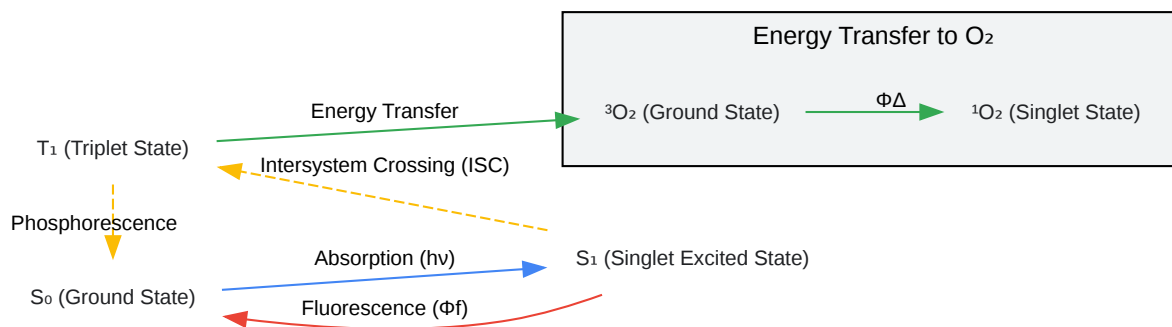 Energy Transfer to O₂
Energy Transfer
³O₂ (Ground State)
ΦΔ
¹O₂ (Singlet State)
T₁ (Triplet State)
Intersystem Crossing (ISC)
Phosphorescence
Absorption (hν)
S₁ (Singlet Excited State)
S₀ (Ground State)
Fluorescence (Φf)